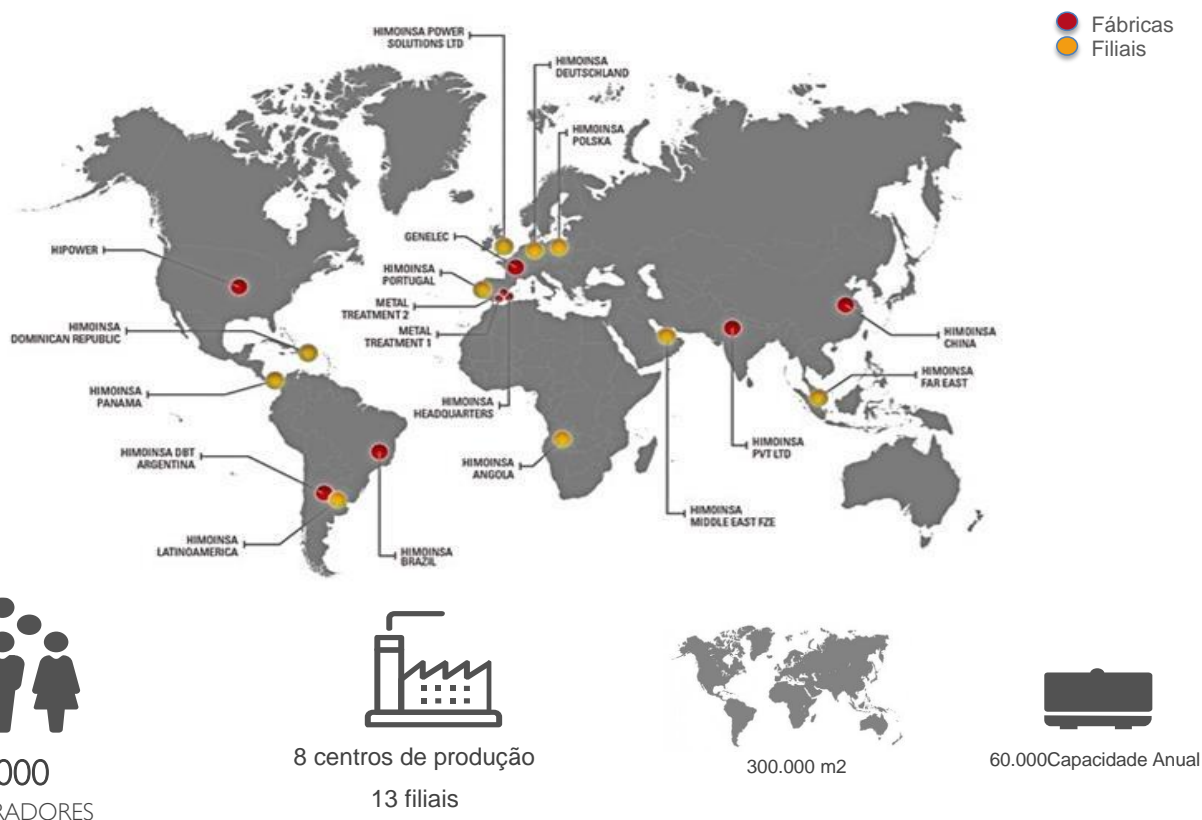 Fábricas
Filiais
HIMOINSA POWER
SOLUTIONS LTD
HIMOINSA
DEUTSCHLAND
HIMOINSA
POLSKA
GENELEC
HIPOWER
HIMOINSA
PORTUGAL
METAL
TREATMENT 2
METAL
TREATMENT 1
HIMOINSA
DOMINICAN REPUBLIC
HIMOINSA
CHINA
HIMOINSA
FAR EAST
HIMOINSA
PANAMA
HIMOINSA
HEADQUARTERS
HIMOINSA
PVT LTD
HIMOINSA DBT
ARGENTINA
HIMOINSA
ANGOLA
HIMOINSA
MIDDLE EAST FZE
HIMOINSA
LATINOAMERICA
HIMOINSA
BRAZIL
000
RADORES
8 centros de produção
13 filiais
300.000 m2
60.000Capacidade Anual